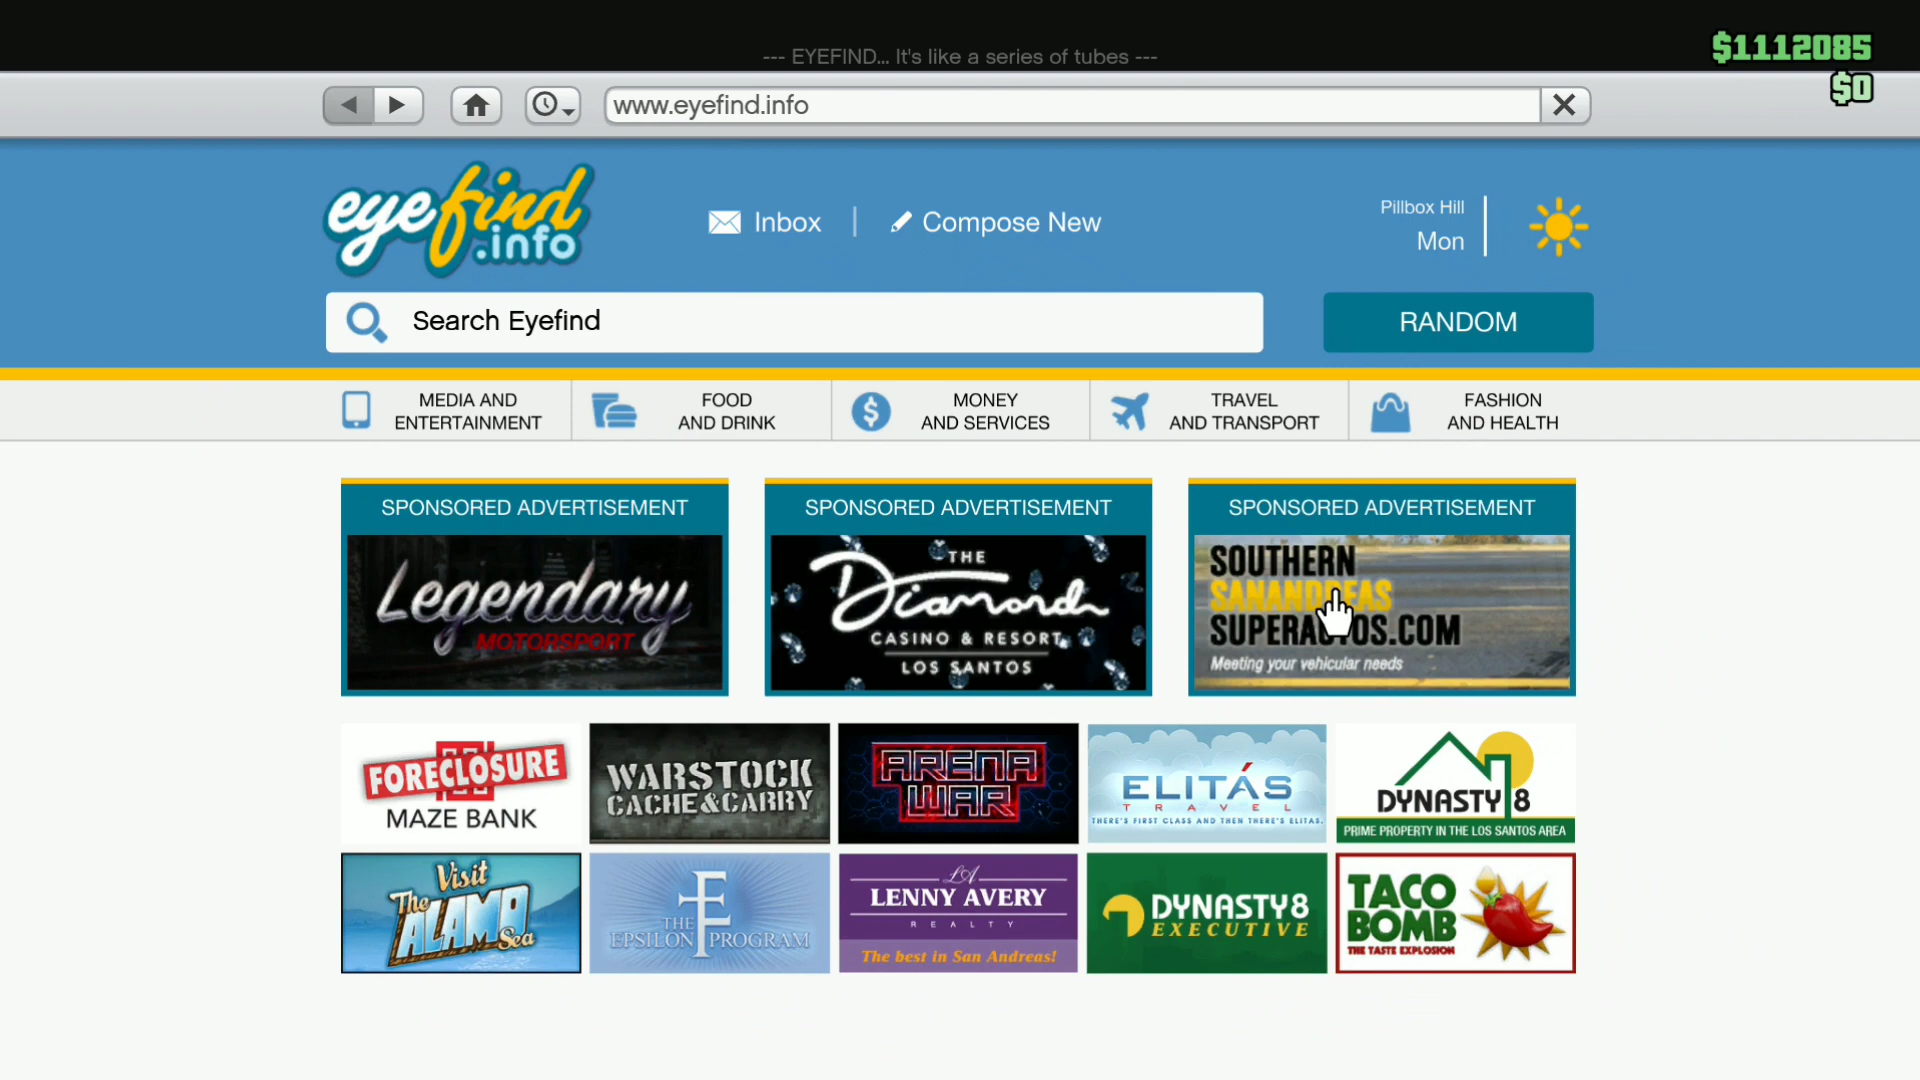 --- EYEFIND... It's like a series of tubes ---
$1112085
$0
www.eyefind.info
eyefind
.info
Inbox
Compose New
Pillbox Hill
Mon
Search Eyefind
RANDOM
MEDIA AND
ENTERTAINMENT
FOOD
AND DRINK
MONEY
AND SERVICES
TRAVEL
AND TRANSPORT
FASHION
AND HEALTH
SPONSORED ADVERTISEMENT
Legendary
MOTORSPORT
SPONSORED ADVERTISEMENT
THE
Diamond
CASINO & RESORT
LOS SANTOS
SPONSORED ADVERTISEMENT
SOUTHERN
SANANDREAS
SUPERAUTOS.COM
Meeting your vehicular needs
FORECLOSURE
MAZE BANK
WARSTOCK
CACHE&CARRY
ARENA
WAR
ELITÁS
TRAVEL
THERE'S FIRST CLASS AND THEN THERE'S ELITAS.
DYNASTY 8
PRIME PROPERTY IN THE LOS SANTOS AREA
Visit
The
ALAMO
Sea
E
THE
EPSILON PROGRAM
LA
LENNY AVERY
REALTY
The best in San Andreas!
DYNASTY8
EXECUTIVE
TACO
BOMB
THE TASTE EXPLOSION